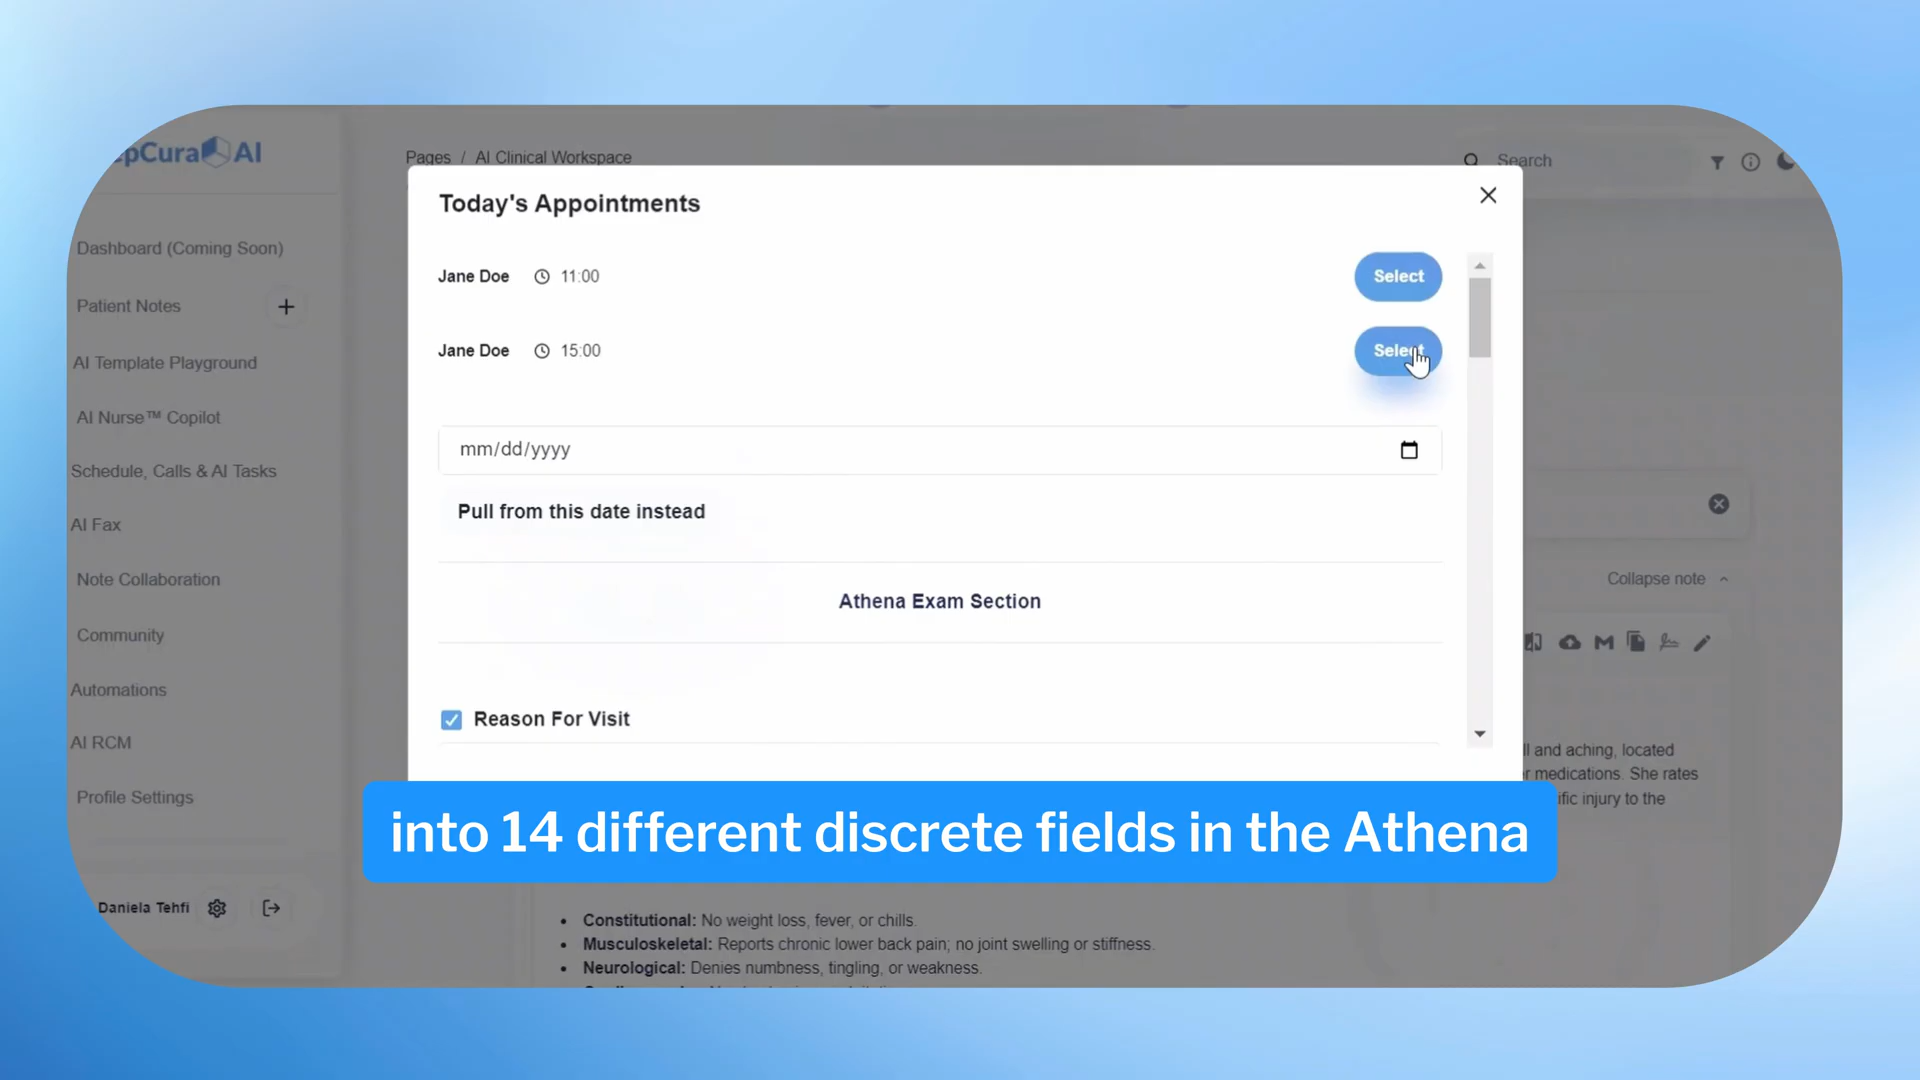 pCura AI
Pages / AI Clinical Workspace
Search
Dashboard (Coming Soon)
Patient Notes
AI Template Playground
AI Nurse™ Copilot
Schedule, Calls & AI Tasks
AI Fax
Note Collaboration
Community
Automations
AI RCM
Profile Settings
Daniela Tehfi
Today's Appointments
Jane Doe 11:00 Select
Jane Doe 15:00 Select
mm/dd/yyyy
Pull from this date instead
Athena Exam Section
Reason For Visit
Collapse note
ll and aching, located
r medications. She rates
ific injury to the
into 14 different discrete fields in the Athena
• Constitutional: No weight loss, fever, or chills.
• Musculoskeletal: Reports chronic lower back pain; no joint swelling or stiffness.
• Neurological: Denies numbness, tingling, or weakness.